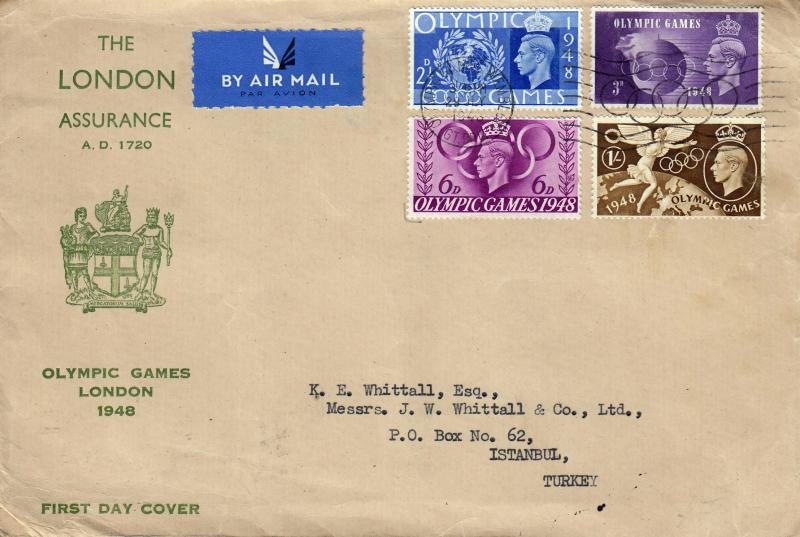 THE
LONDON
ASSURANCE
A.D. 1720
BY AIR MAIL
PAR AVION
OLYMPIC
1948
2½D
GAMES
OLYMPIC GAMES
3D
1948
6D 6D
OLYMPIC GAMES 1948
1/-
1948
OLYMPIC GAMES
OLYMPIC GAMES
LONDON
1948
K. E. Whittall, Esq.,
Messrs. J. W. Whittall & Co., Ltd.,
P.O. Box No. 62,
ISTANBUL,
TURKEY
FIRST DAY COVER